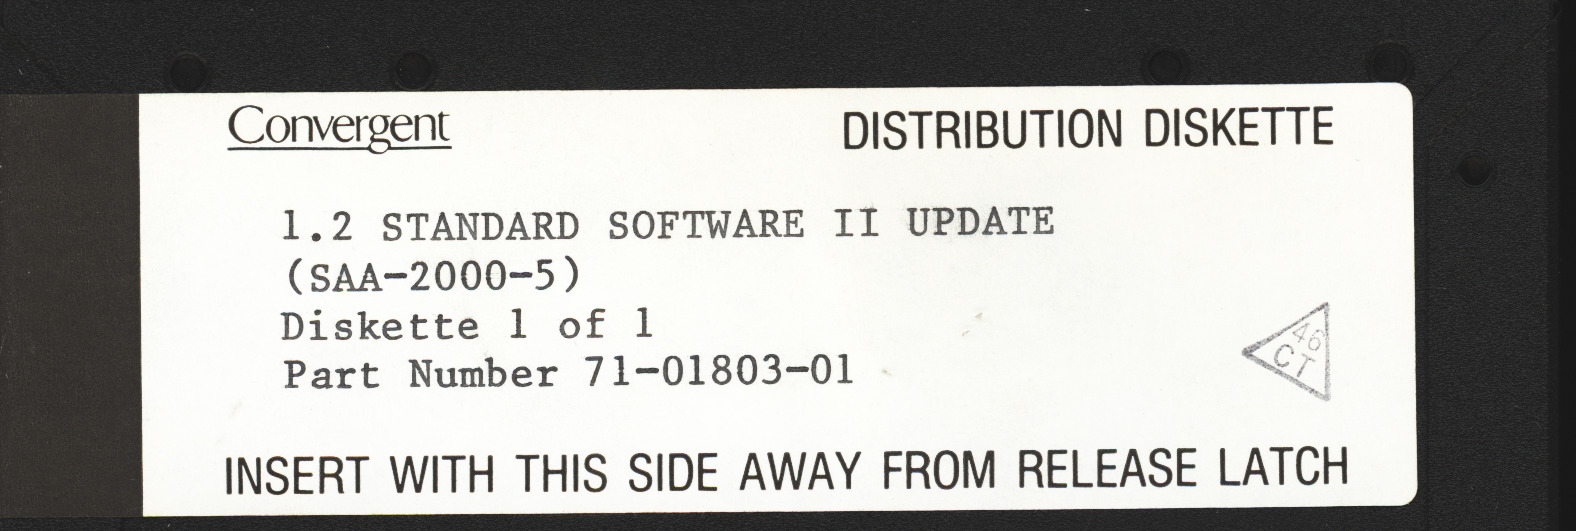 Convergent
DISTRIBUTION DISKETTE
1.2 STANDARD SOFTWARE II UPDATE
(SAA-2000-5)
Diskette 1 of 1
Part Number 71-01803-01
46
CT
INSERT WITH THIS SIDE AWAY FROM RELEASE LATCH